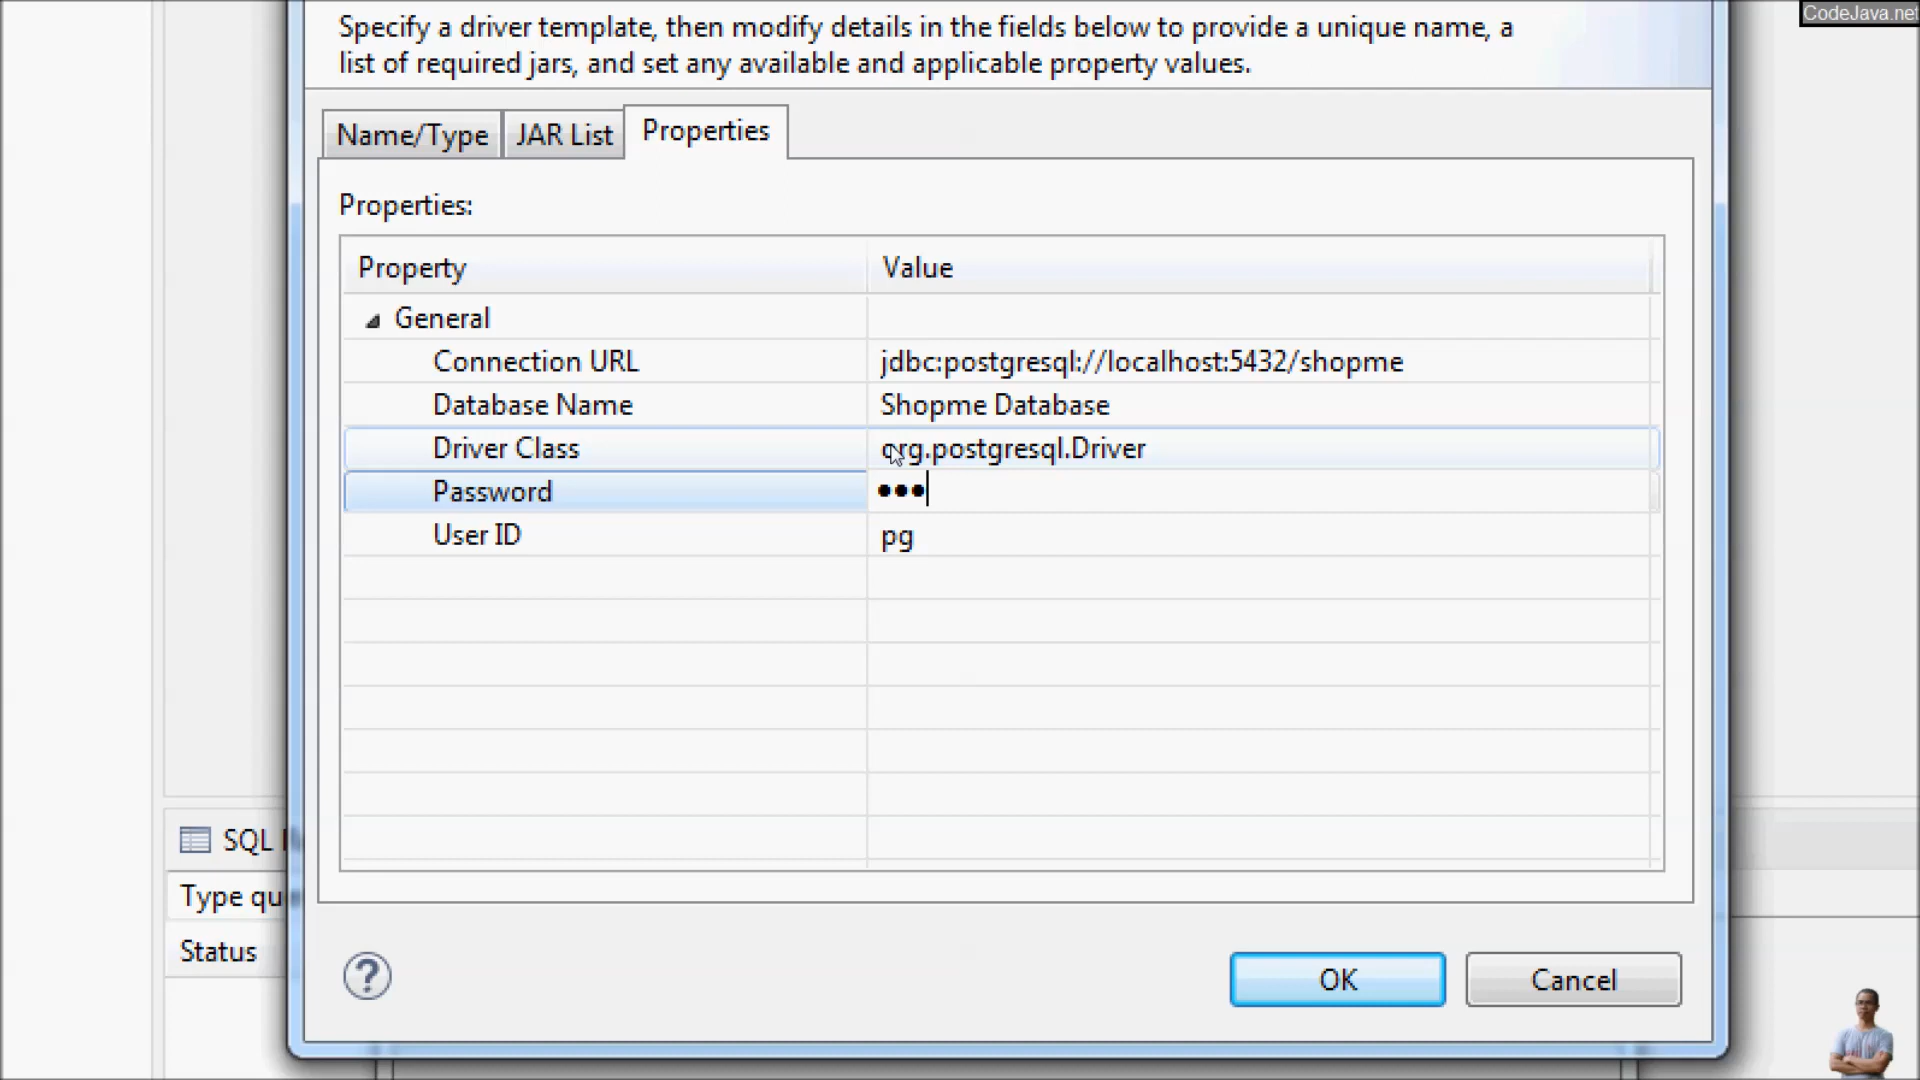 CodeJava.net
Specify a driver template, then modify details in the fields below to provide a unique name, a
list of required jars, and set any available and applicable property values.
Name/Type JAR List Properties
Properties:
Property Value
General
Connection URL jdbc:postgresql://localhost:5432/shopme
Database Name Shopme Database
Driver Class org.postgresql.Driver
Password •••
User ID pg
SQL
Type
Status
? OK Cancel